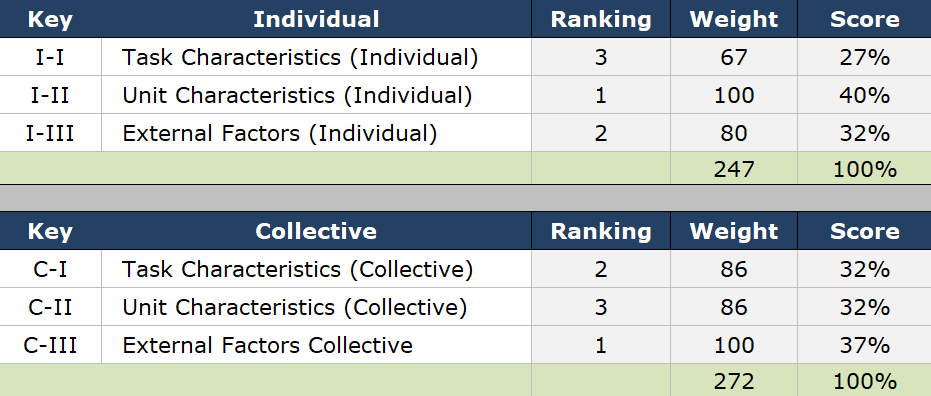 Key Individual Ranking Weight Score
I-I Task Characteristics (Individual) 3 67 27%
I-II Unit Characteristics (Individual) 1 100 40%
I-III External Factors (Individual) 2 80 32%
247 100%
Key Collective Ranking Weight Score
C-I Task Characteristics (Collective) 2 86 32%
C-II Unit Characteristics (Collective) 3 86 32%
C-III External Factors Collective 1 100 37%
272 100%